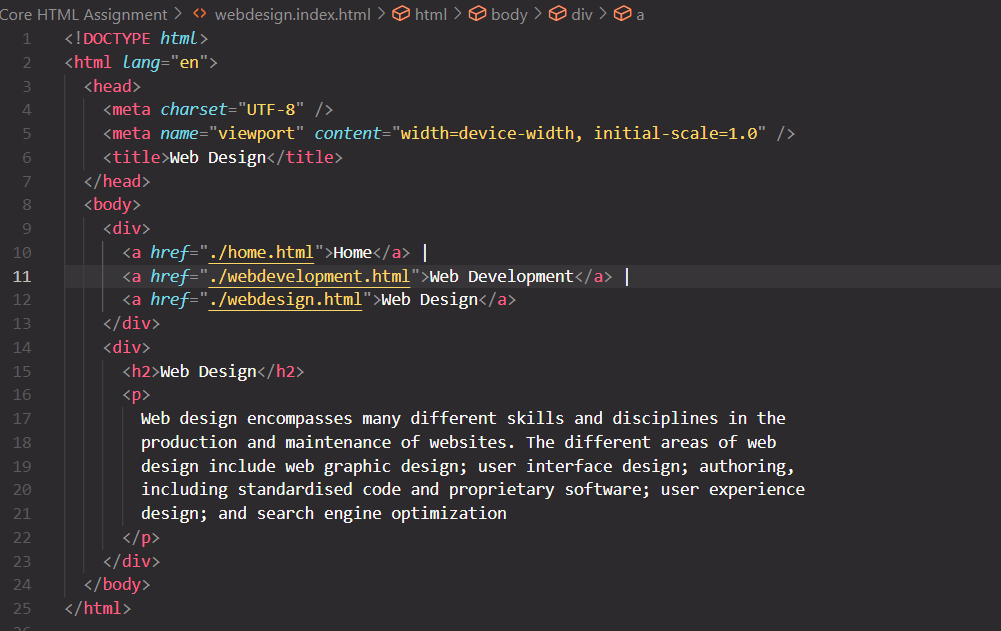 Core HTML Assignment > <> webdesign.index.html > html > body > div > a
1 <!DOCTYPE html>
2 <html lang="en">
3 <head>
4 <meta charset="UTF-8" />
5 <meta name="viewport" content="width=device-width, initial-scale=1.0" />
6 <title>Web Design</title>
7 </head>
8 <body>
9 <div>
10 <a href="./home.html">Home</a> |
11 <a href="./webdevelopment.html">Web Development</a> |
12 <a href="./webdesign.html">Web Design</a>
13 </div>
14 <div>
15 <h2>Web Design</h2>
16 <p>
17 Web design encompasses many different skills and disciplines in the
18 production and maintenance of websites. The different areas of web
19 design include web graphic design; user interface design; authoring,
20 including standardised code and proprietary software; user experience
21 design; and search engine optimization
22 </p>
23 </div>
24 </body>
25 </html>